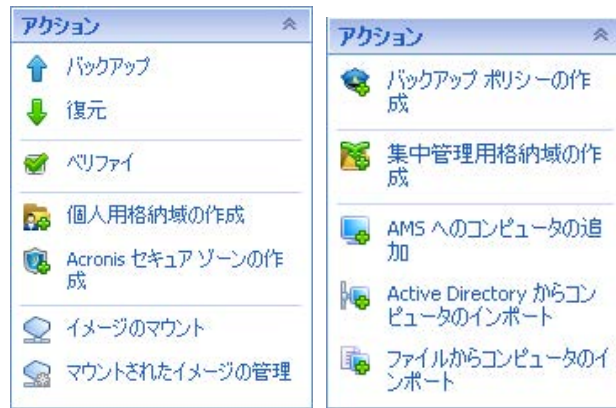 アクション
バックアップ
復元
ベリファイ
個人用格納域の作成
Acronis セキュア ゾーンの作
成
イメージのマウント
マウントされたイメージの管理
アクション
バックアップ ポリシーの作
成
集中管理用格納域の作
成
AMS へのコンピュータの追
加
Active Directory からコン
ピュータのインポート
ファイルからコンピュータのイ
ンポート